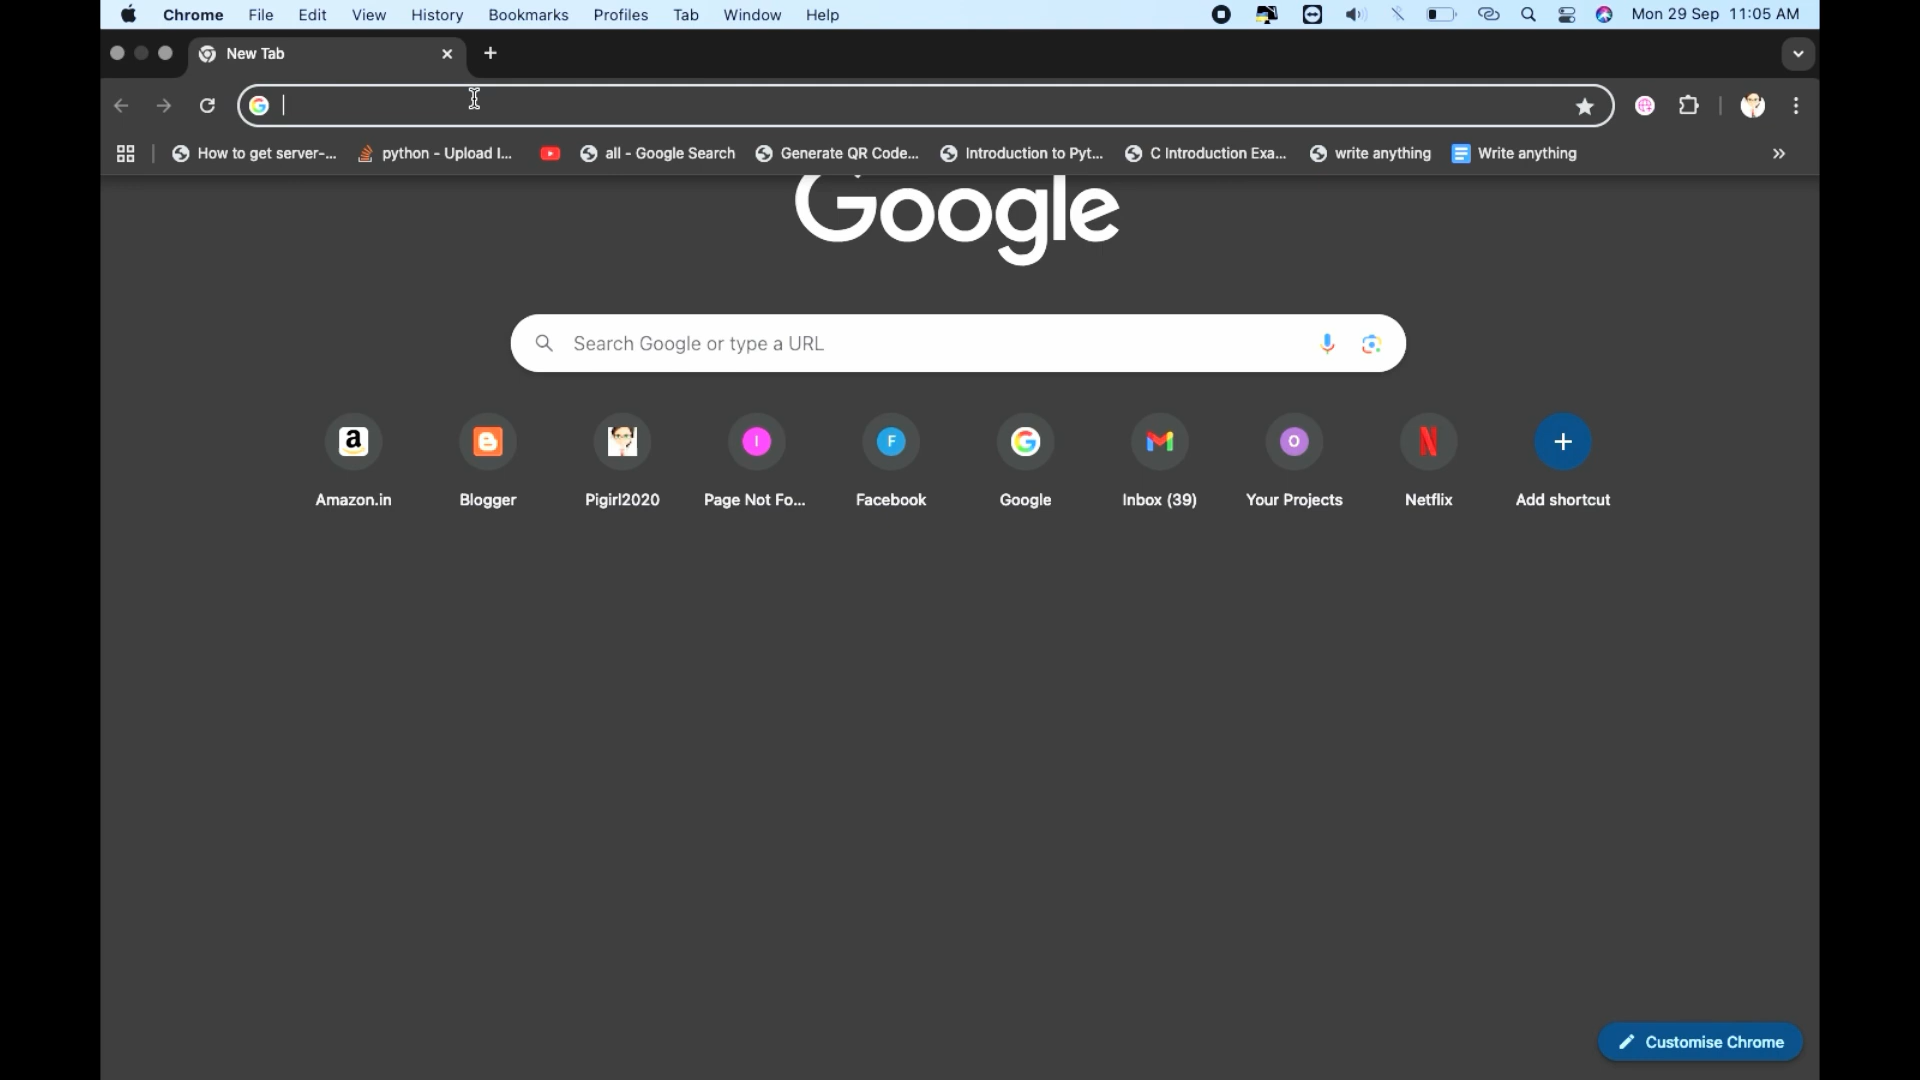 Chrome File Edit View History Bookmarks Profiles Tab Window Help Mon 29 Sep 11:05 AM
New Tab
How to get server-... python - Upload I... all - Google Search Generate QR Code... Introduction to Pyt... C Introduction Exa... write anything Write anything
Google
Search Google or type a URL
a I F O N
Amazon.in Blogger Pigirl2020 Page Not Fo... Facebook Google Inbox (39) Your Projects Netflix Add shortcut
Customise Chrome